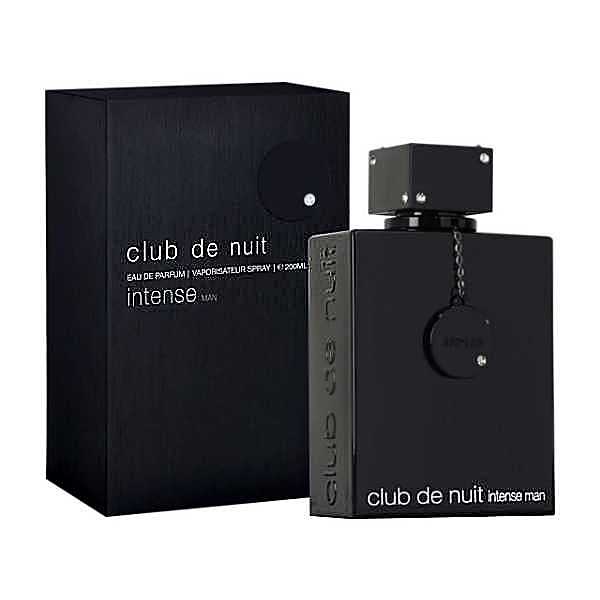 club de nuit
EAU DE PARFUM | VAPORISATEUR SPRAY | ℮ 200ML
intense MAN
club de nuit
club de nuit intense man